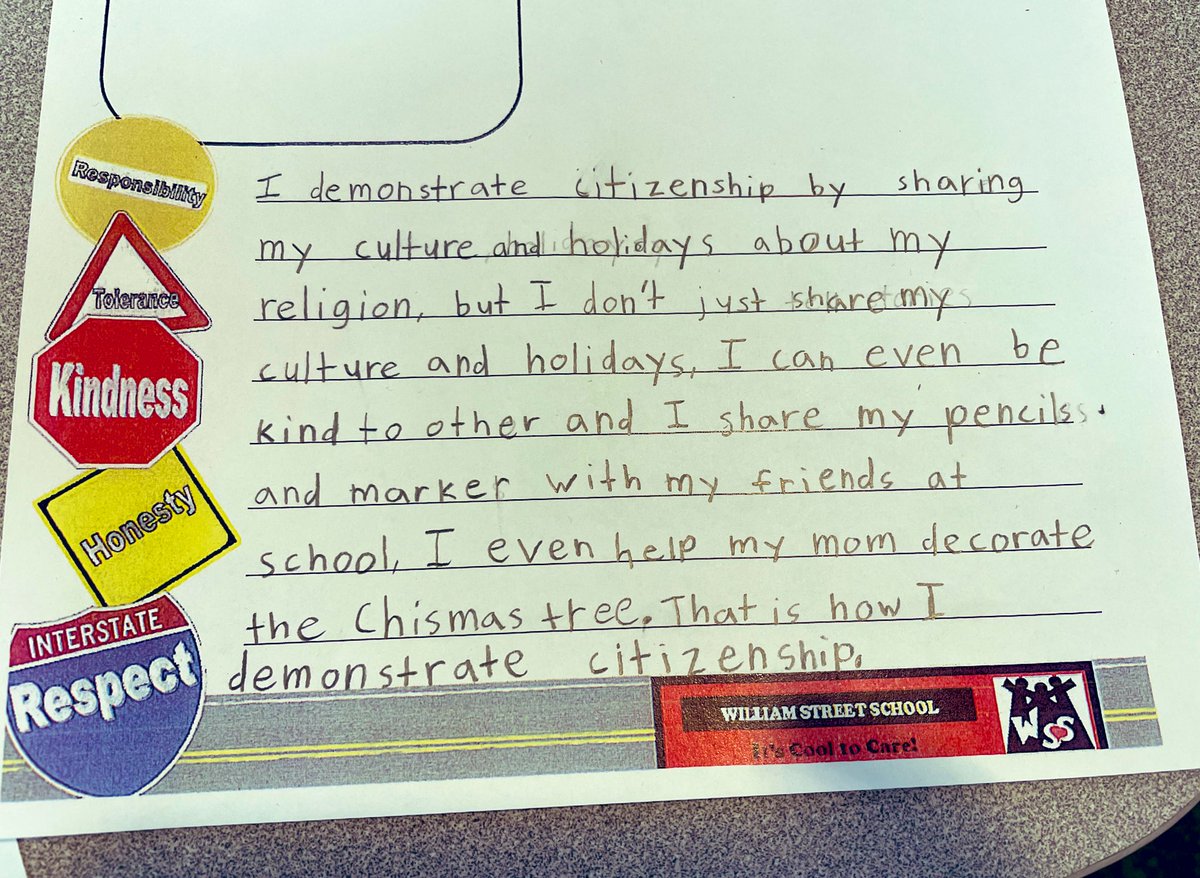 Responsibility
I demonstrate citizenship by sharing
my culture and holidays about my
Tolerance
religion, but I don't just share my
Kindness
culture and holidays, I can even be
kind to other and I share my pencils.
and marker with my friends at
Honesty
school, I even help my mom decorate
the Chismas tree. That is how I
INTERSTATE
Respect
demonstrate citizenship.
WILLIAM STREET SCHOOL
It's Cool to Care!
WSS